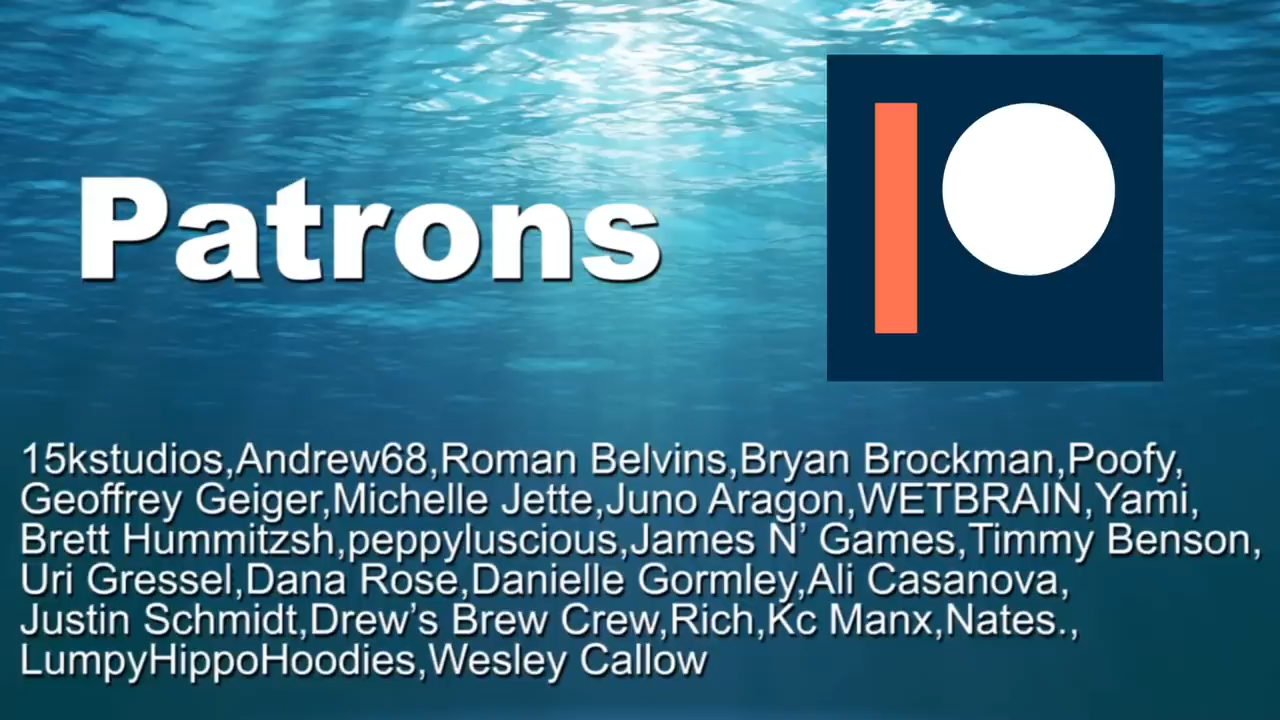 Patrons
15kstudios,Andrew68,Roman Belvins,Bryan Brockman,Poofy,
Geoffrey Geiger,Michelle Jette,Juno Aragon,WETBRAIN,Yami,
Brett Hummitzsh,peppyluscious,James N’ Games,Timmy Benson,
Uri Gressel,Dana Rose,Danielle Gormley,Ali Casanova,
Justin Schmidt,Drew’s Brew Crew,Rich,Kc Manx,Nates.,
LumpyHippoHoodies,Wesley Callow